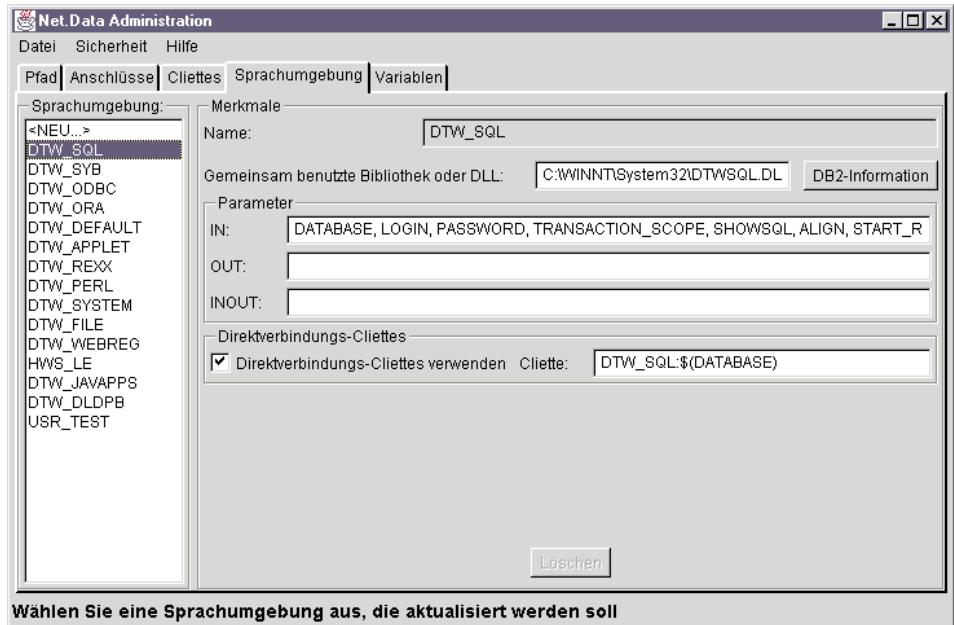 Net.Data Administration
Datei Sicherheit Hilfe
Pfad Anschlüsse Cliettes Sprachumgebung Variablen
Sprachumgebung:
<NEU...>
DTW_SQL
DTW_SYB
DTW_ODBC
DTW_ORA
DTW_DEFAULT
DTW_APPLET
DTW_REXX
DTW_PERL
DTW_SYSTEM
DTW_FILE
DTW_WEBREG
HWS_LE
DTW_JAVAPPS
DTW_DLDPB
USR_TEST
Merkmale
Name: DTW_SQL
Gemeinsam benutzte Bibliothek oder DLL: C:\WINNT\System32\DTWSQL.DL DB2-Information
Parameter
IN: DATABASE, LOGIN, PASSWORD, TRANSACTION_SCOPE, SHOWSQL, ALIGN, START_R
OUT:
INOUT:
Direktverbindungs-Cliettes
Direktverbindungs-Cliettes verwenden Cliette: DTW_SQL:$(DATABASE)
Löschen
Wählen Sie eine Sprachumgebung aus, die aktualisiert werden soll